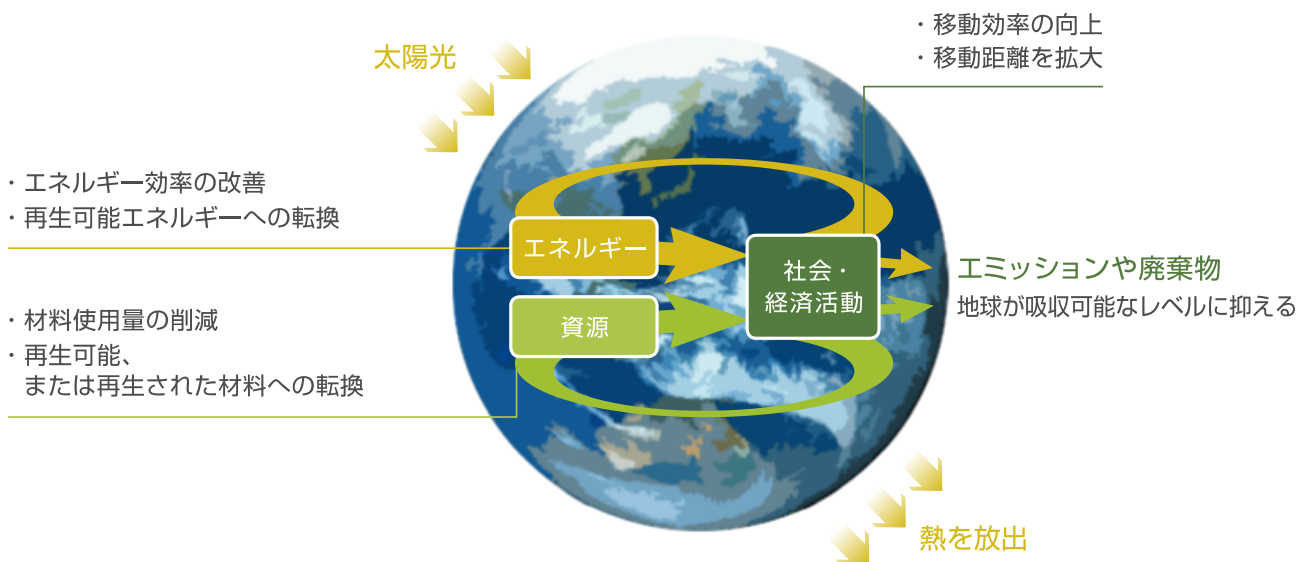 ・移動効率の向上
・移動距離を拡大
太陽光
・エネルギー効率の改善
・再生可能エネルギーへの転換
エネルギー
社会・
経済活動
エミッションや廃棄物
地球が吸収可能なレベルに抑える
・材料使用量の削減
・再生可能、
または再生された材料への転換
資源
熱を放出